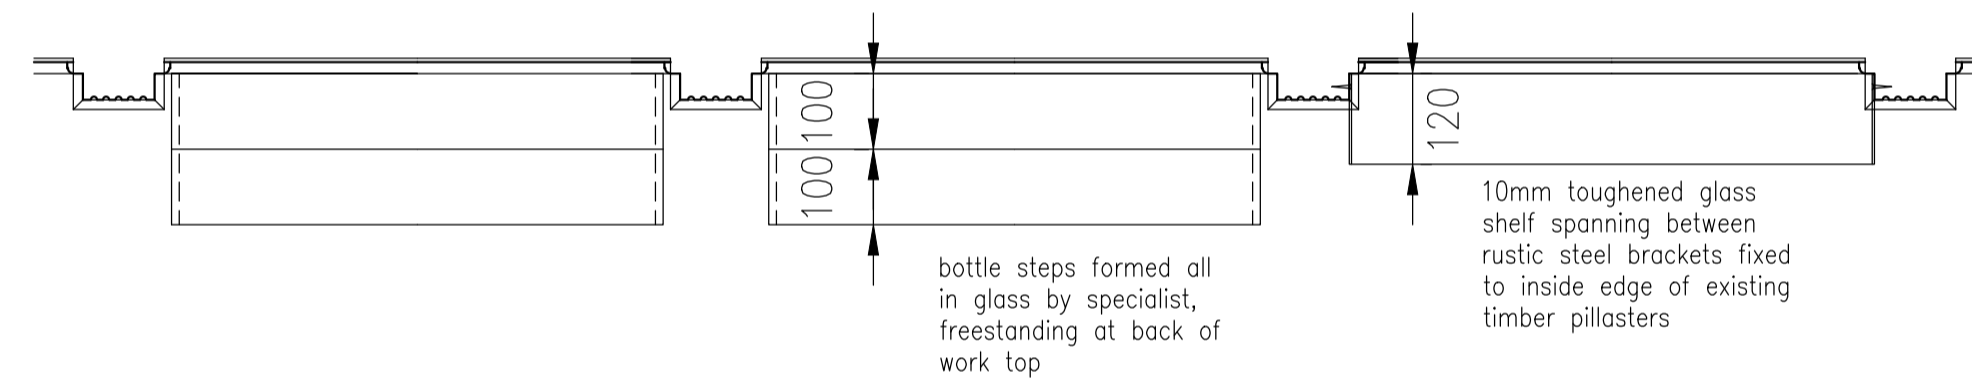 100
100
120
bottle steps formed all
in glass by specialist,
freestanding at back of
work top
10mm toughened glass
shelf spanning between
rustic steel brackets fixed
to inside edge of existing
timber pillasters